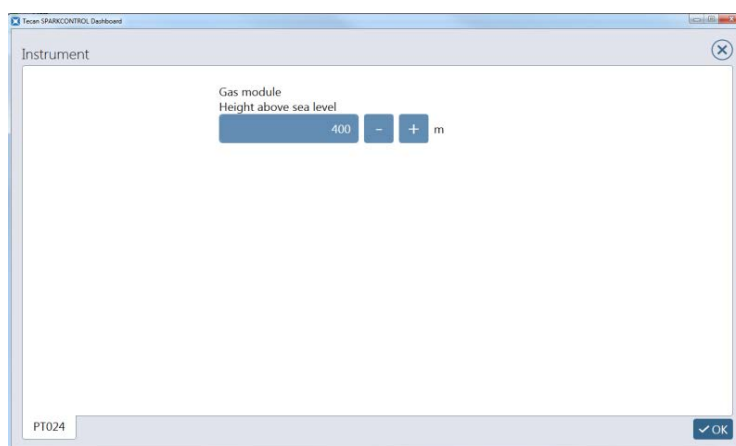 Tecan SPARKCONTROL Dashboard
Instrument
Gas module
Height above sea level
400 - + m
PT024
OK